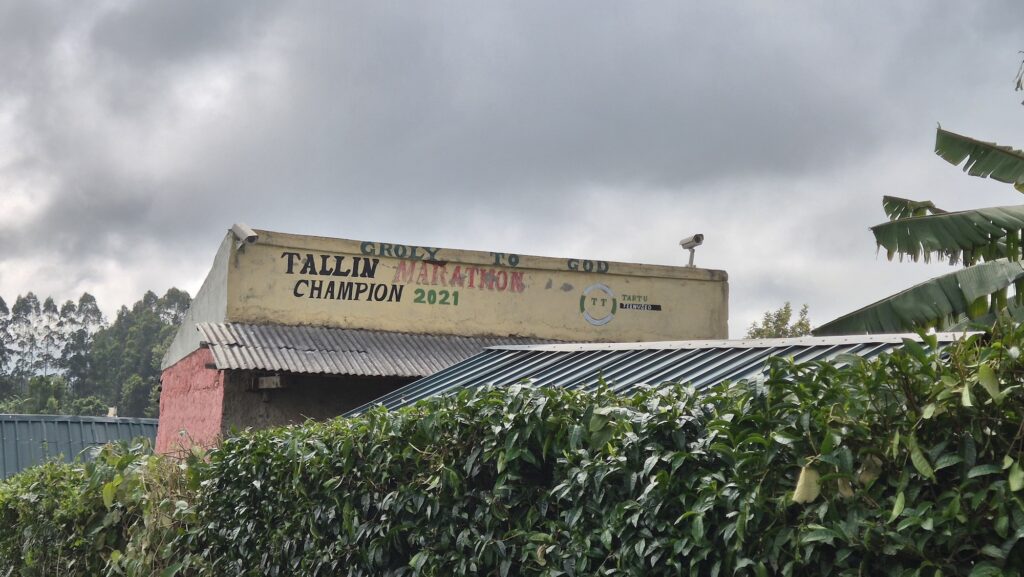 GROLY TO GOD
TALLIN MARATHON
CHAMPION 2021
TT
TARTU